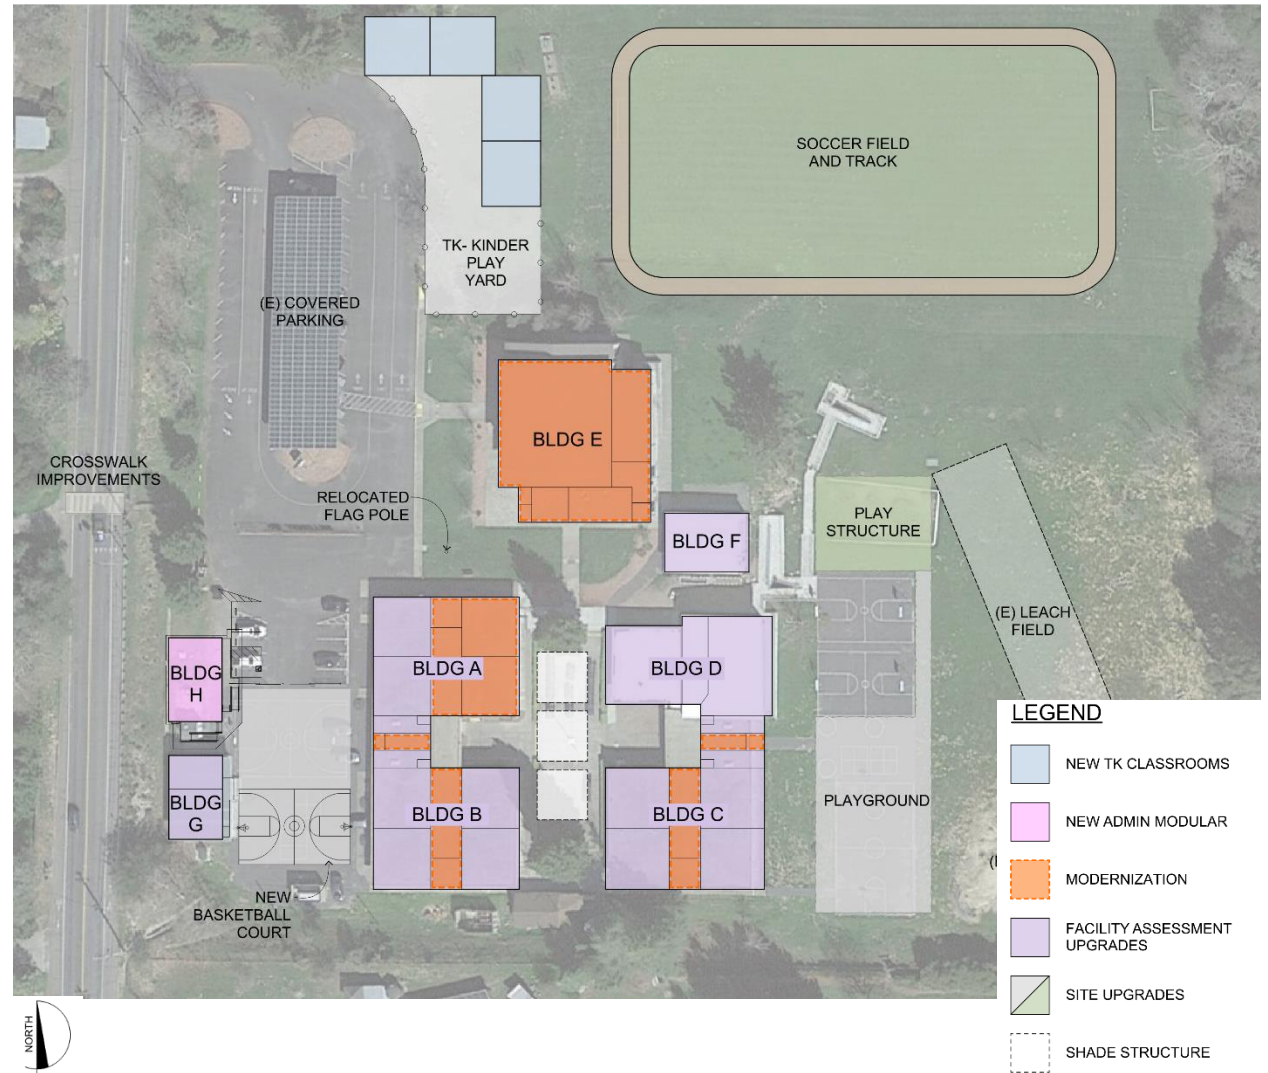 SOCCER FIELD
AND TRACK
TK- KINDER
PLAY
YARD
(E) COVERED
PARKING
BLDG E
CROSSWALK
IMPROVEMENTS
RELOCATED
FLAG POLE
PLAY
STRUCTURE
BLDG F
(E) LEACH
FIELD
BLDG
H
BLDG A
BLDG D
LEGEND
NEW TK CLASSROOMS
BLDG
G
BLDG B
BLDG C
PLAYGROUND
NEW ADMIN MODULAR
MODERNIZATION
NEW
BASKETBALL
COURT
FACILITY ASSESSMENT
UPGRADES
SITE UPGRADES
SHADE STRUCTURE
NORTH